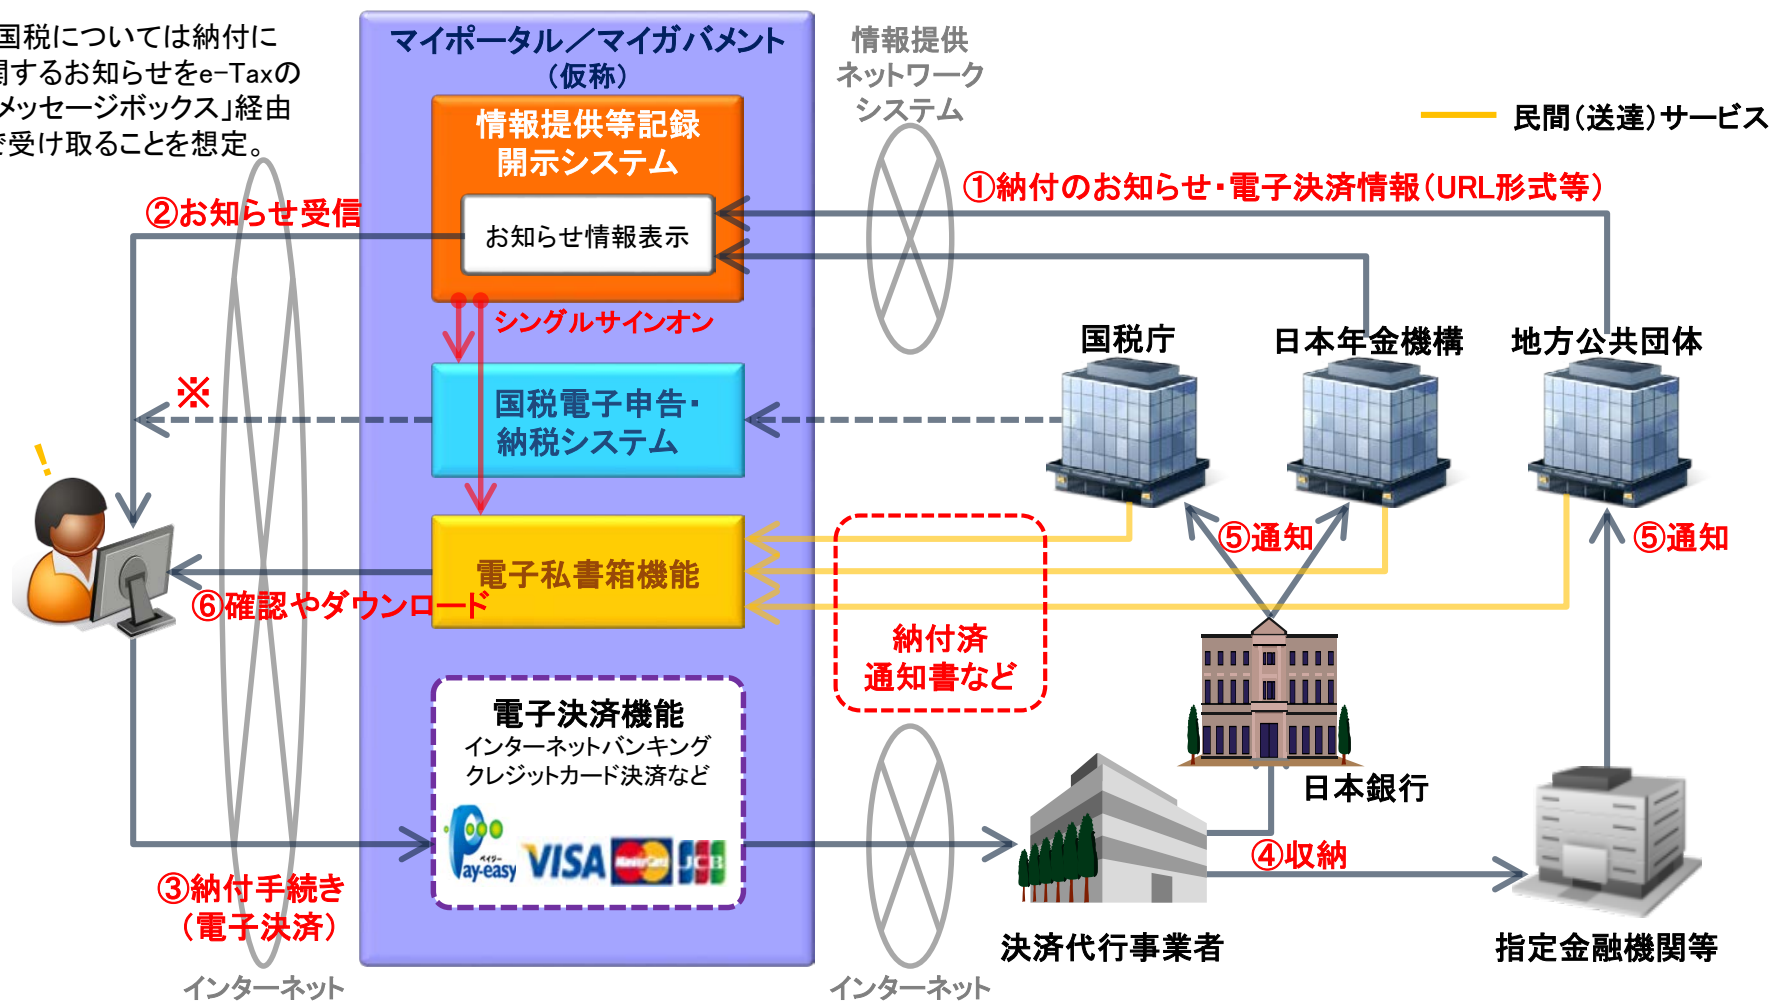 国税については納付に
関するお知らせをe-Taxの
メッセージボックス」経由
で受け取ることを想定。
マイポータル／マイガバメント
（仮称）
情報提供
ネットワーク
システム
民間（送達）サービス
情報提供等記録
開示システム
①納付のお知らせ・電子決済情報（URL形式等）
②お知らせ受信
お知らせ情報表示
シングルサインオン
国税庁
日本年金機構
地方公共団体
※
国税電子申告・
納税システム
!
電子私書箱機能
⑤通知
⑤通知
⑥確認やダウンロード
納付済
通知書など
電子決済機能
インターネットバンキング
クレジットカード決済など
日本銀行
ペイジー
Pay-easy
VISA
MasterCard
JCB
④収納
③納付手続き
（電子決済）
決済代行事業者
指定金融機関等
インターネット
インターネット